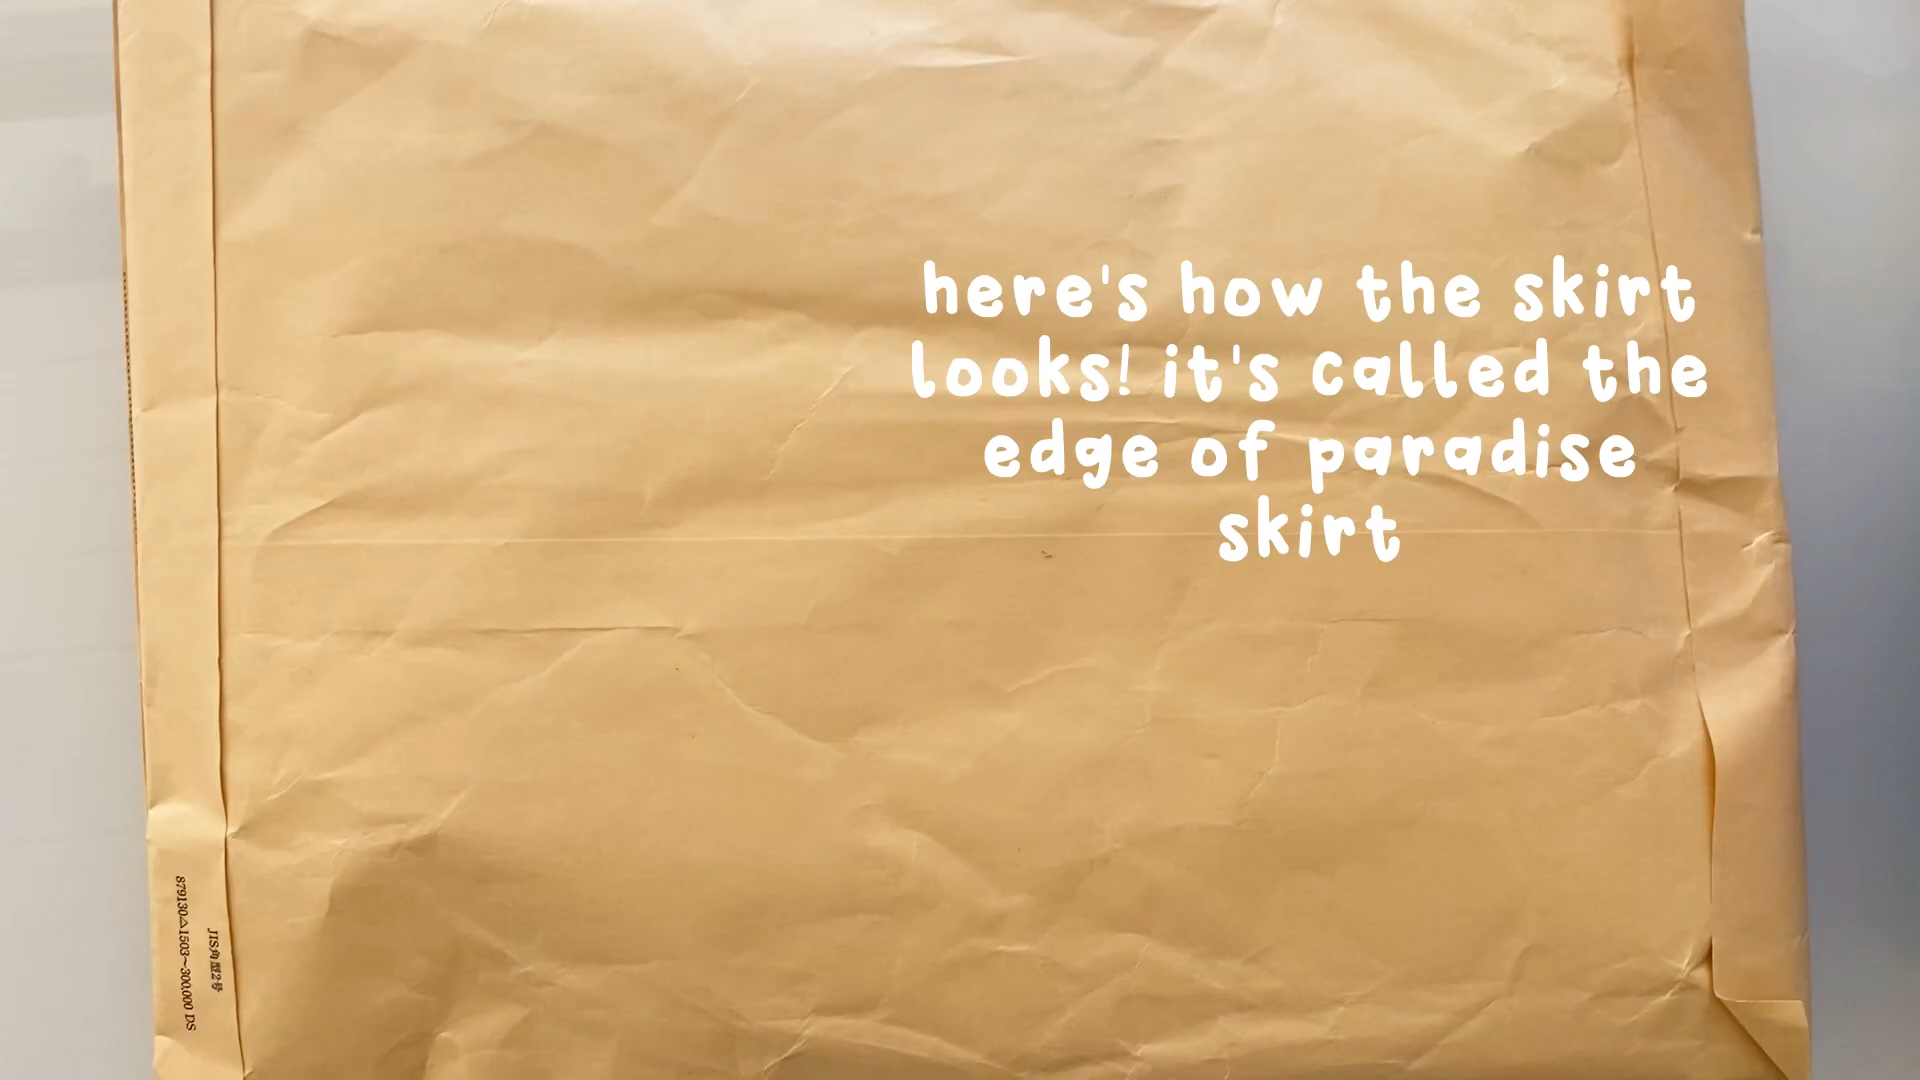 here's how the skirt
looks! it's called the
edge of paradise
skirt
JIS角型2号
879130△1503~300,000 DS